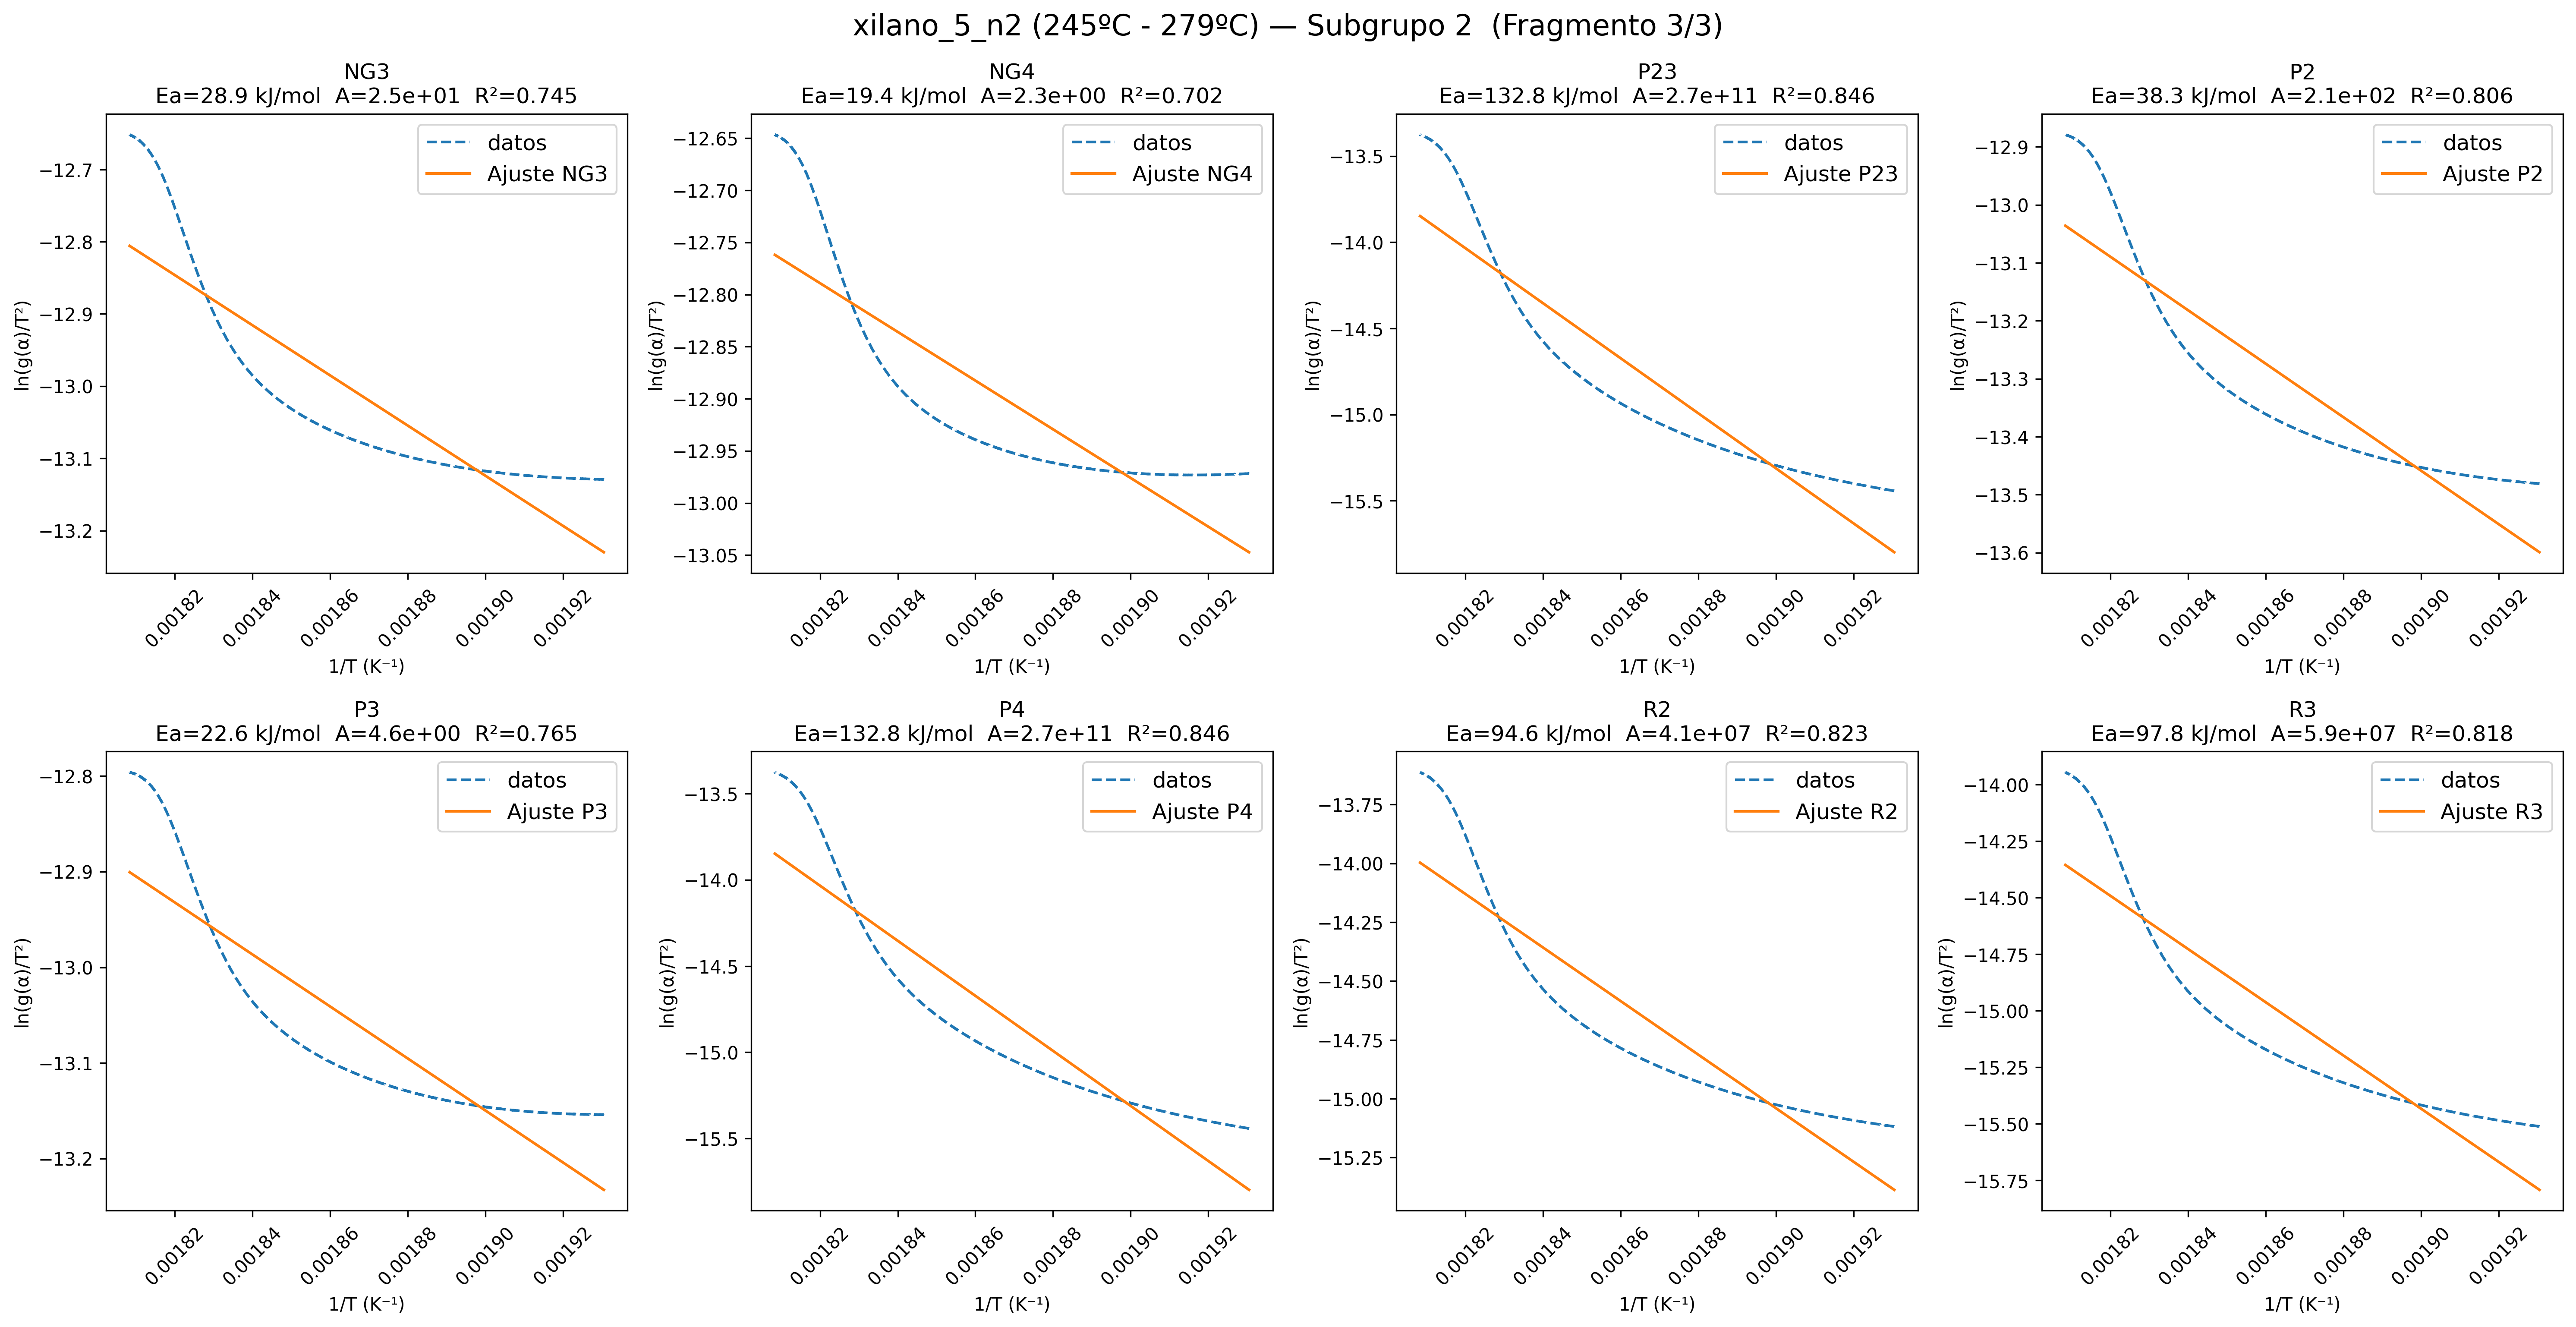 xilano_5_n2 (245ºC - 279ºC) — Subgrupo 2  (Fragmento 3/3)
NG3
Ea=28.9 kJ/mol  A=2.5e+01  R²=0.745
datos
Ajuste NG3
ln(g(α)/T²)
−12.7
−12.8
−12.9
−13.0
−13.1
−13.2
0.00182
0.00184
0.00186
0.00188
0.00190
0.00192
1/T (K⁻¹)
NG4
Ea=19.4 kJ/mol  A=2.3e+00  R²=0.702
datos
Ajuste NG4
ln(g(α)/T²)
−12.65
−12.70
−12.75
−12.80
−12.85
−12.90
−12.95
−13.00
−13.05
0.00182
0.00184
0.00186
0.00188
0.00190
0.00192
1/T (K⁻¹)
P23
Ea=132.8 kJ/mol  A=2.7e+11  R²=0.846
datos
Ajuste P23
ln(g(α)/T²)
−13.5
−14.0
−14.5
−15.0
−15.5
0.00182
0.00184
0.00186
0.00188
0.00190
0.00192
1/T (K⁻¹)
P2
Ea=38.3 kJ/mol  A=2.1e+02  R²=0.806
datos
Ajuste P2
ln(g(α)/T²)
−12.9
−13.0
−13.1
−13.2
−13.3
−13.4
−13.5
−13.6
0.00182
0.00184
0.00186
0.00188
0.00190
0.00192
1/T (K⁻¹)
P3
Ea=22.6 kJ/mol  A=4.6e+00  R²=0.765
datos
Ajuste P3
ln(g(α)/T²)
−12.8
−12.9
−13.0
−13.1
−13.2
0.00182
0.00184
0.00186
0.00188
0.00190
0.00192
1/T (K⁻¹)
P4
Ea=132.8 kJ/mol  A=2.7e+11  R²=0.846
datos
Ajuste P4
ln(g(α)/T²)
−13.5
−14.0
−14.5
−15.0
−15.5
0.00182
0.00184
0.00186
0.00188
0.00190
0.00192
1/T (K⁻¹)
R2
Ea=94.6 kJ/mol  A=4.1e+07  R²=0.823
datos
Ajuste R2
ln(g(α)/T²)
−13.75
−14.00
−14.25
−14.50
−14.75
−15.00
−15.25
0.00182
0.00184
0.00186
0.00188
0.00190
0.00192
1/T (K⁻¹)
R3
Ea=97.8 kJ/mol  A=5.9e+07  R²=0.818
datos
Ajuste R3
ln(g(α)/T²)
−14.00
−14.25
−14.50
−14.75
−15.00
−15.25
−15.50
−15.75
0.00182
0.00184
0.00186
0.00188
0.00190
0.00192
1/T (K⁻¹)